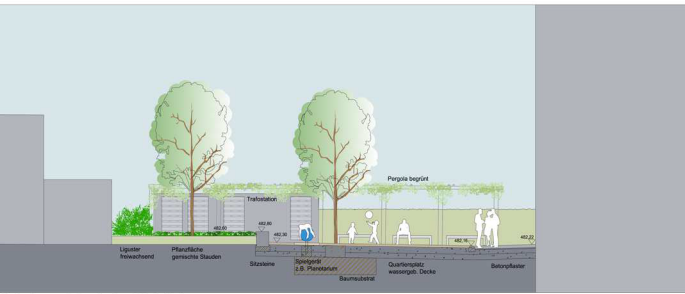 Pergola begrünt
Trafostation
482,80
482,60
482,30
482,16
482,22
Liguster
freiwachsend
Pflanzfläche
gemischte Stauden
Sitzsteine
Spielgerät
z.B. Planetarium
Baumsubstrat
Quartiersplatz
wassergeb. Decke
Betonpflaster